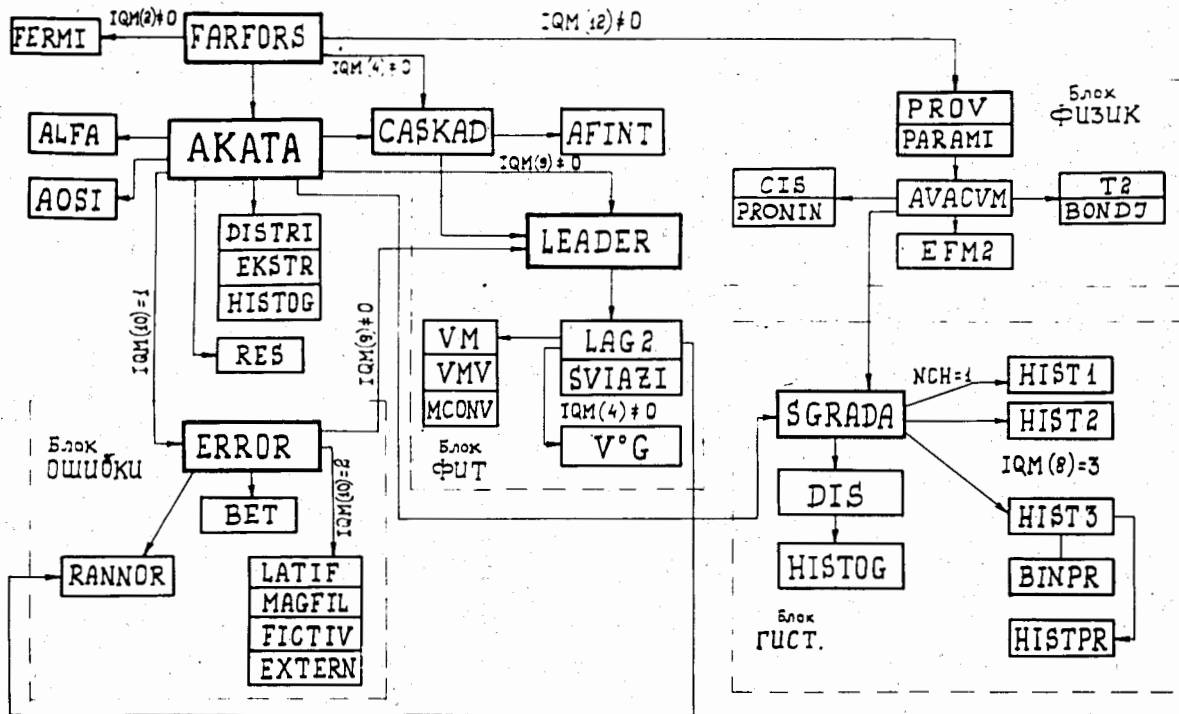 IQM(2)≠0
FERMI
FARFORS
IQM(12)≠0
IQM(4)≠0
ALFA
AKATA
CASKAD
AFINT
PROV
PARAMI
Блок
ФИЗИК
AOSI
IQM(9)≠0
CIS
PRONIN
AVACVM
T2
BONDJ
EFM2
DISTRI
EKSTR
HISTOG
LEADER
IQM(10)=1
RES
IQM(9)≠0
VM
VMV
MCONV
LAG2
SVIAZI
IQM(4)≠0
V°G
Блок
ФИТ
NCH=1
HIST1
SGRADA
HIST2
IQM(8)=3
Блок
ОШИБКИ
ERROR
BET
IQM(10)=2
DIS
HIST3
RANNOR
LATIF
MAGFIL
FICTIV
EXTERN
HISTOG
BINPR
Блок
ГИСТ.
HISTPR